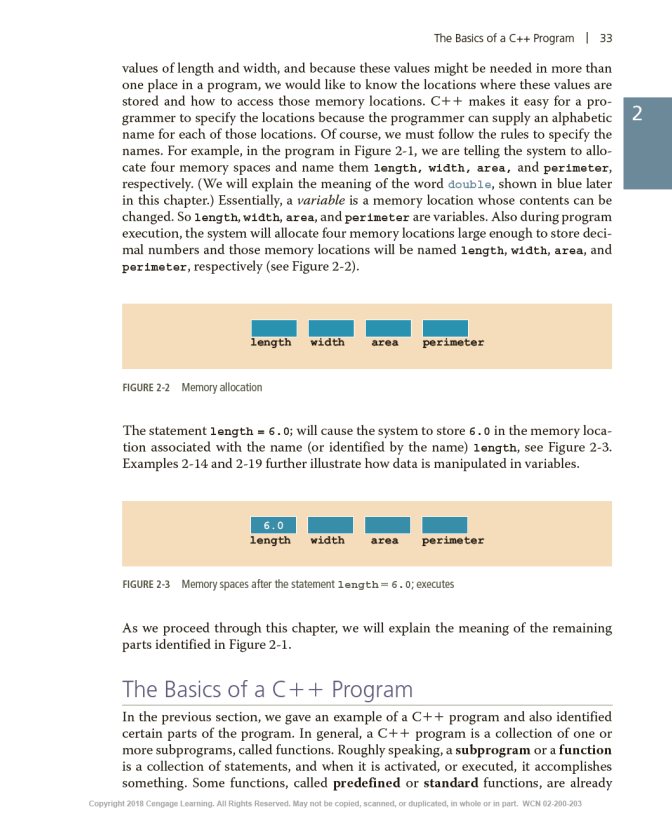 The Basics of a C++ Program | 33
values of length and width, and because these values might be needed in more than
one place in a program, we would like to know the locations where these values are
stored and how to access those memory locations. C++ makes it easy for a pro-
grammer to specify the locations because the programmer can supply an alphabetic
name for each of those locations. Of course, we must follow the rules to specify the
names. For example, in the program in Figure 2-1, we are telling the system to allo-
cate four memory spaces and name them length, width, area, and perimeter,
respectively. (We will explain the meaning of the word double, shown in blue later
in this chapter.) Essentially, a variable is a memory location whose contents can be
changed. So length, width, area, and perimeter are variables. Also during program
execution, the system will allocate four memory locations large enough to store deci-
mal numbers and those memory locations will be named length, width, area, and
perimeter, respectively (see Figure 2-2).
2
length width area perimeter
FIGURE 2-2 Memory allocation
The statement length = 6.0; will cause the system to store 6.0 in the memory loca-
tion associated with the name (or identified by the name) length, see Figure 2-3.
Examples 2-14 and 2-19 further illustrate how data is manipulated in variables.
6.0
length width area perimeter
FIGURE 2-3 Memory spaces after the statement length = 6.0; executes
As we proceed through this chapter, we will explain the meaning of the remaining
parts identified in Figure 2-1.
The Basics of a C++ Program
In the previous section, we gave an example of a C++ program and also identified
certain parts of the program. In general, a C++ program is a collection of one or
more subprograms, called functions. Roughly speaking, a subprogram or a function
is a collection of statements, and when it is activated, or executed, it accomplishes
something. Some functions, called predefined or standard functions, are already
Copyright 2018 Cengage Learning. All Rights Reserved. May not be copied, scanned, or duplicated, in whole or in part. WCN 02-200-203